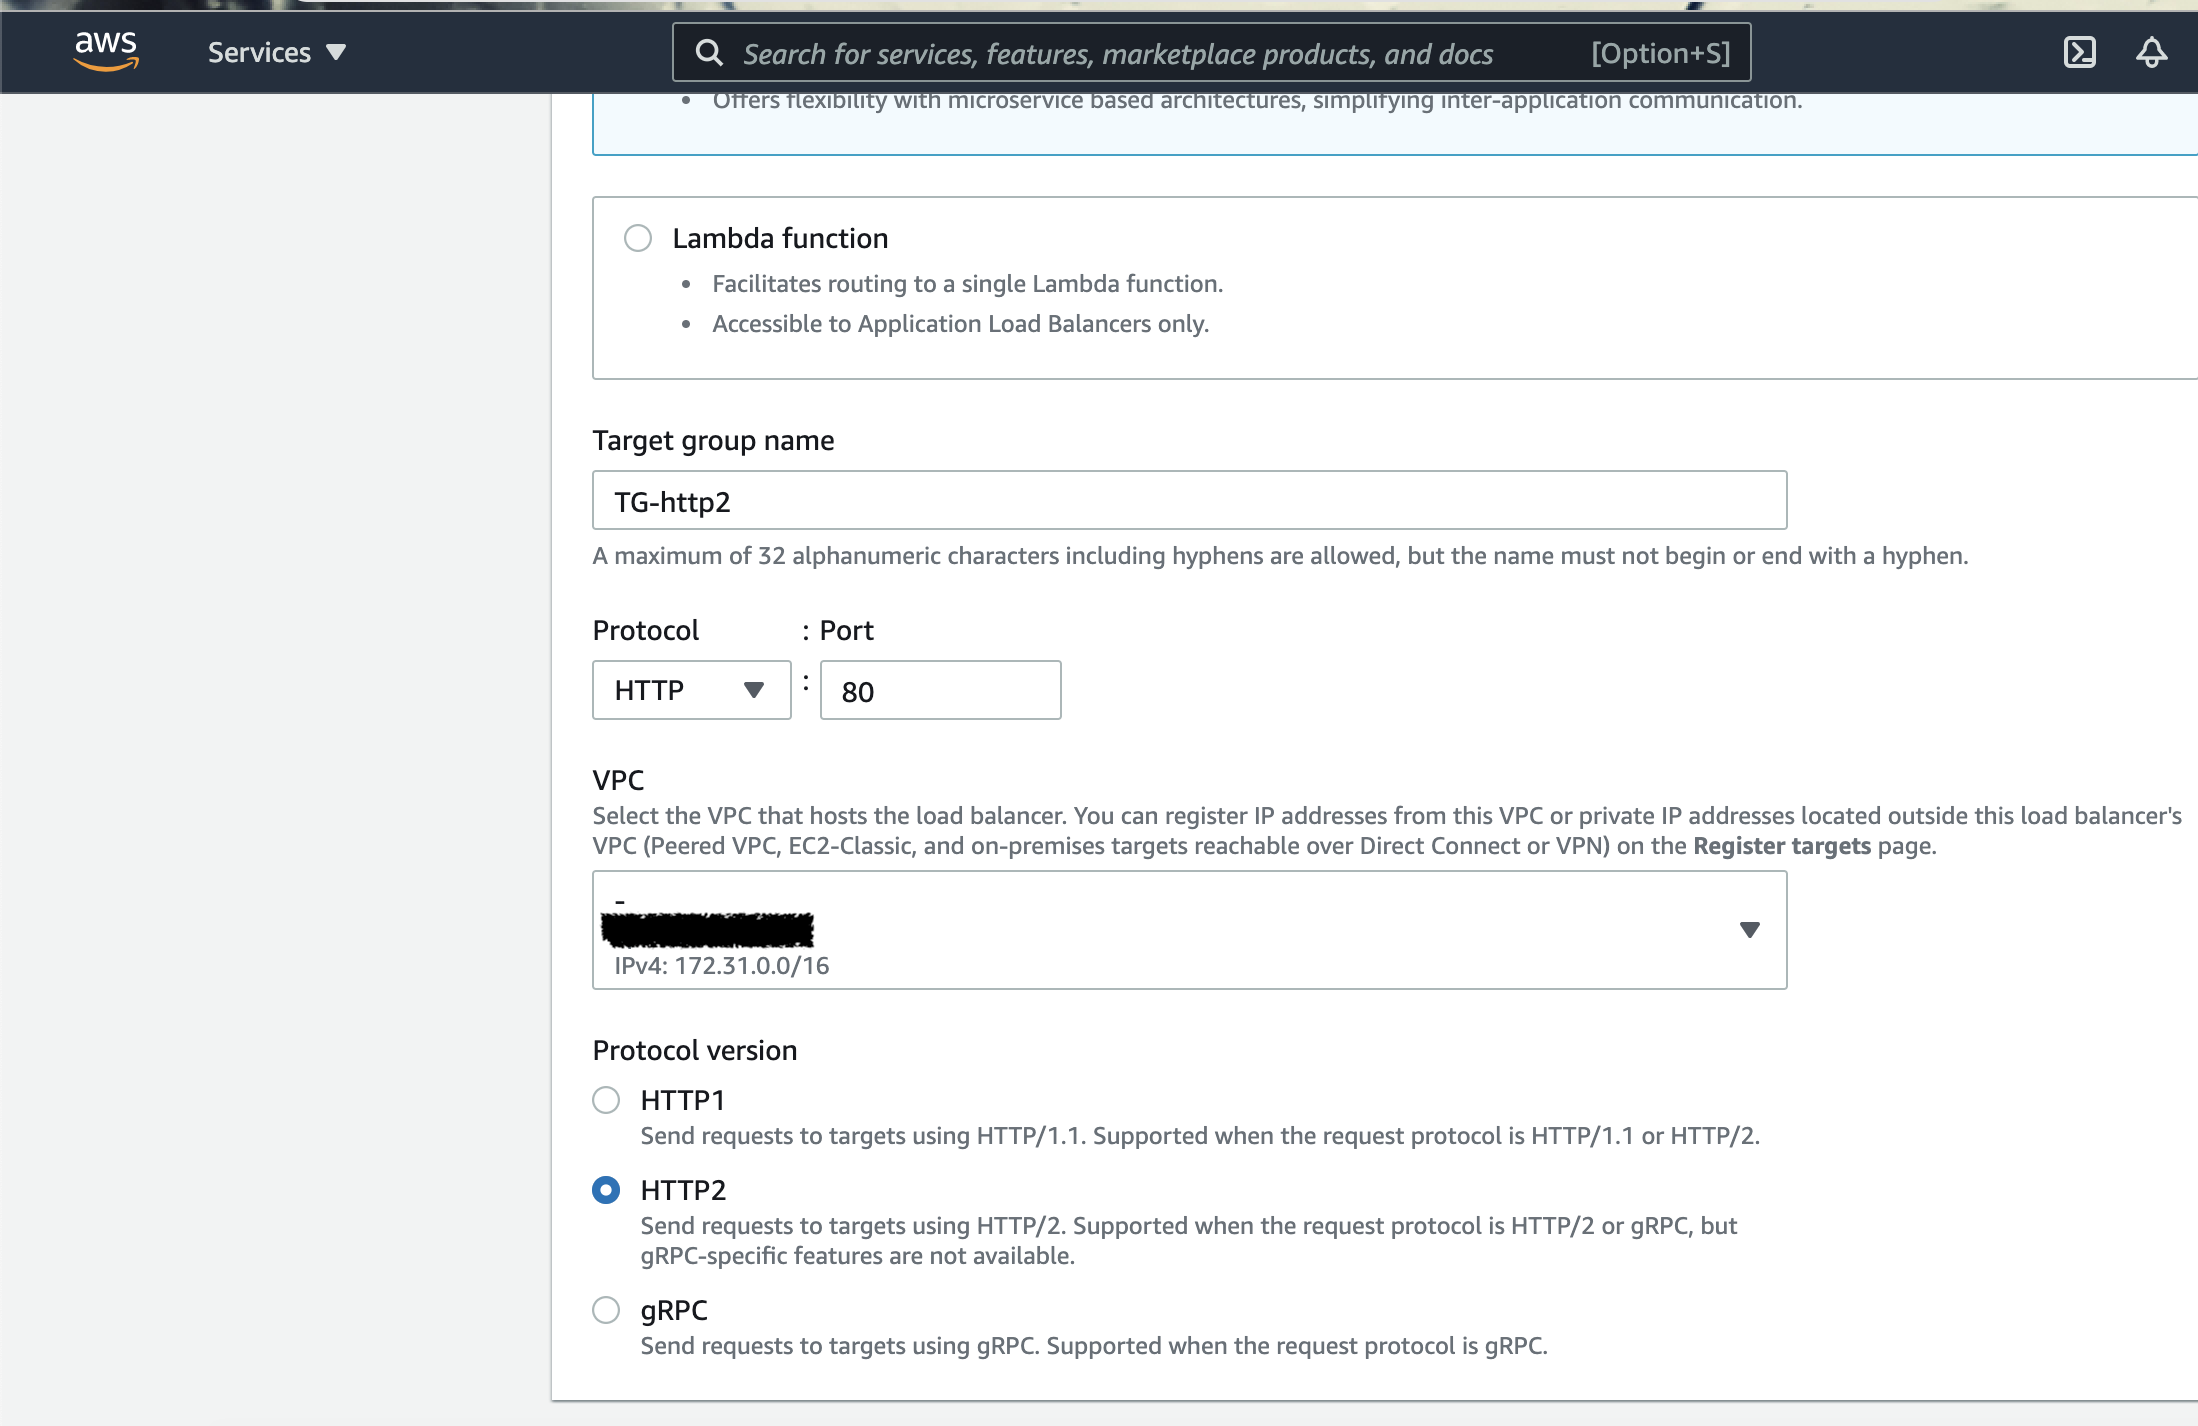 aws
Services
Search for services, features, marketplace products, and docs
[Option+S]
Offers flexibility with microservice based architectures, simplifying inter-application communication.
Lambda function
Facilitates routing to a single Lambda function.
Accessible to Application Load Balancers only.
Target group name
TG-http2
A maximum of 32 alphanumeric characters including hyphens are allowed, but the name must not begin or end with a hyphen.
Protocol : Port
HTTP : 80
VPC
Select the VPC that hosts the load balancer. You can register IP addresses from this VPC or private IP addresses located outside this load balancer's
VPC (Peered VPC, EC2-Classic, and on-premises targets reachable over Direct Connect or VPN) on the Register targets page.
-
IPv4: 172.31.0.0/16
Protocol version
HTTP1
Send requests to targets using HTTP/1.1. Supported when the request protocol is HTTP/1.1 or HTTP/2.
HTTP2
Send requests to targets using HTTP/2. Supported when the request protocol is HTTP/2 or gRPC, but
gRPC-specific features are not available.
gRPC
Send requests to targets using gRPC. Supported when the request protocol is gRPC.